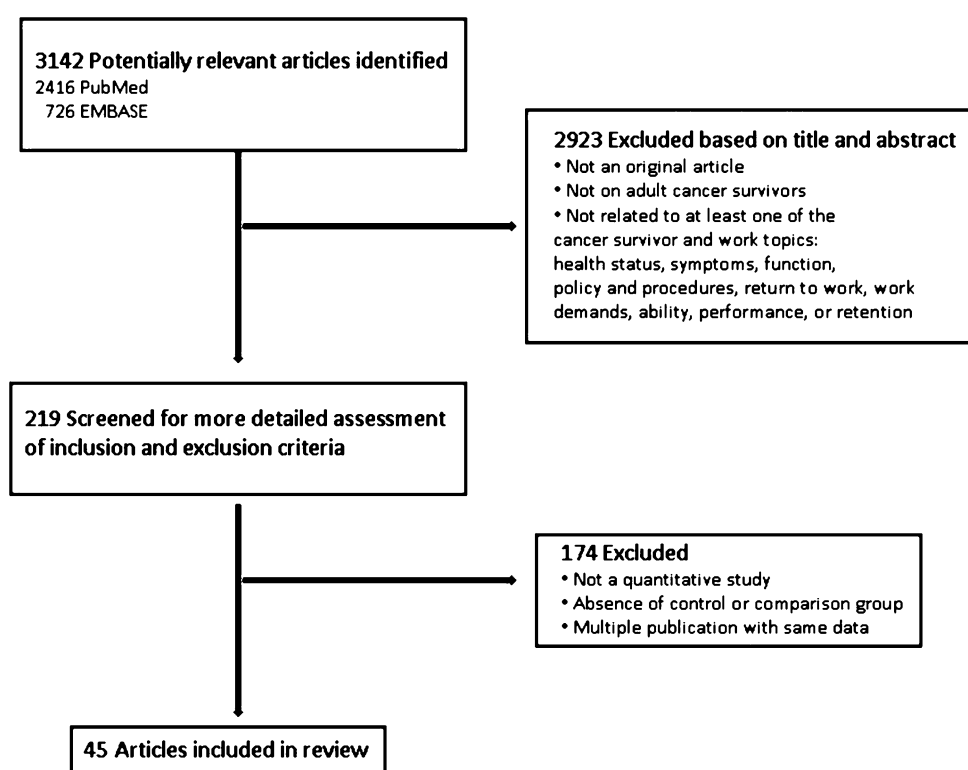 3142 Potentially relevant articles identified
2416 PubMed
726 EMBASE
2923 Excluded based on title and abstract
• Not an original article
• Not on adult cancer survivors
• Not related to at least one of the
cancer survivor and work topics:
health status, symptoms, function,
policy and procedures, return to work, work
demands, ability, performance, or retention
219 Screened for more detailed assessment
of inclusion and exclusion criteria
174 Excluded
• Not a quantitative study
• Absence of control or comparison group
• Multiple publication with same data
45 Articles included in review